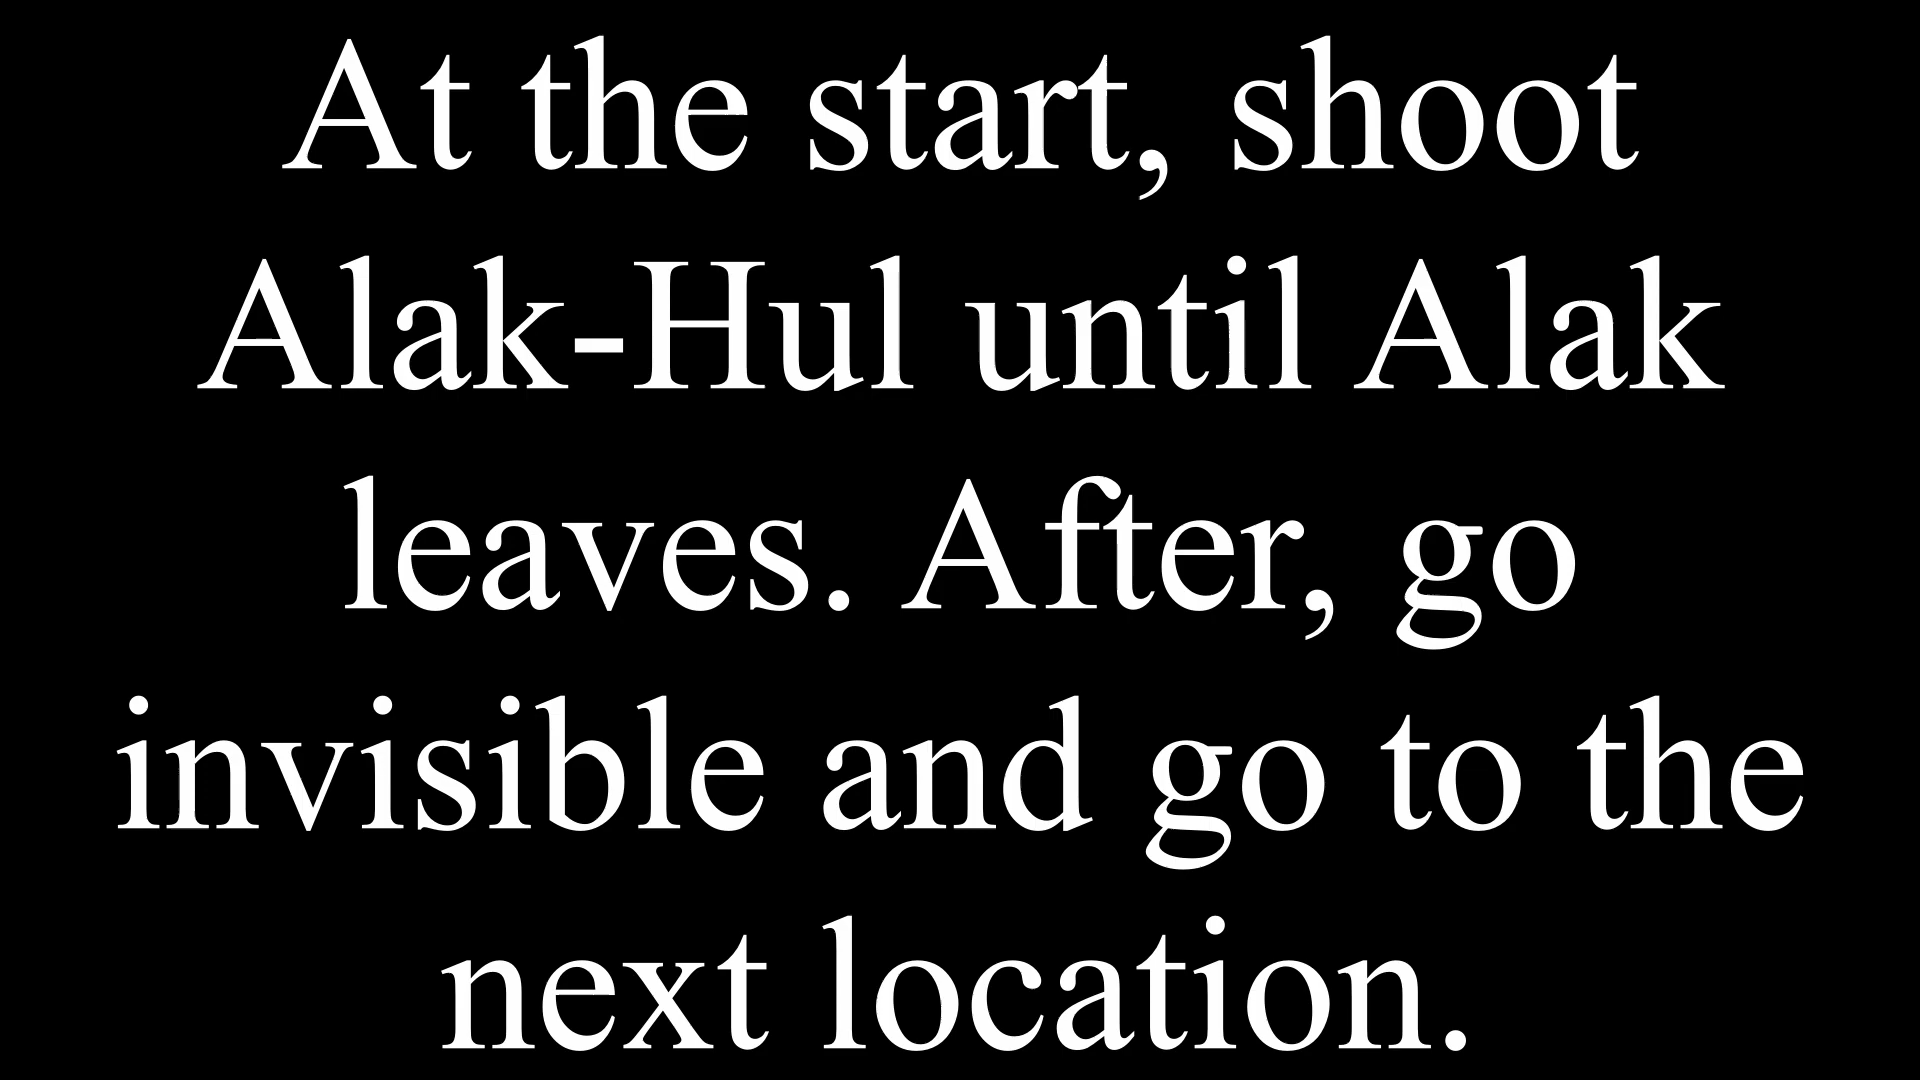 At the start, shoot
Alak-Hul until Alak
leaves. After, go
invisible and go to the
next location.